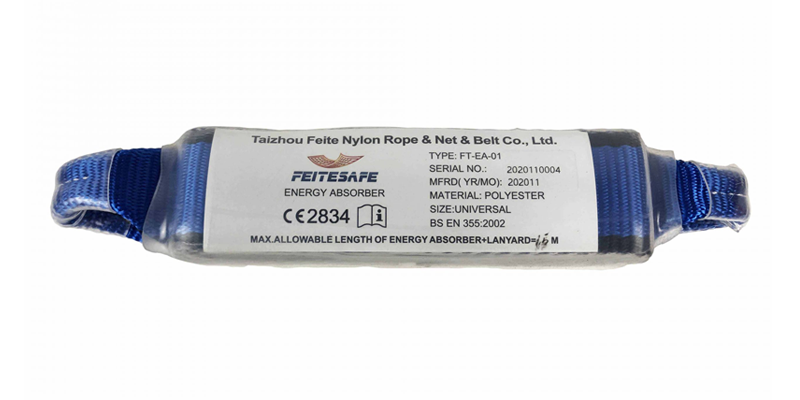 Taizhou Feite Nylon Rope & Net & Belt Co., Ltd.
FEITESAFE
ENERGY ABSORBER
CE2834
TYPE: FT-EA-01
SERIAL NO.: 2020110004
MFRD( YR/MO): 202011
MATERIAL: POLYESTER
SIZE:UNIVERSAL
BS EN 355:2002
MAX.ALLOWABLE LENGTH OF ENERGY ABSORBER+LANYARD= M